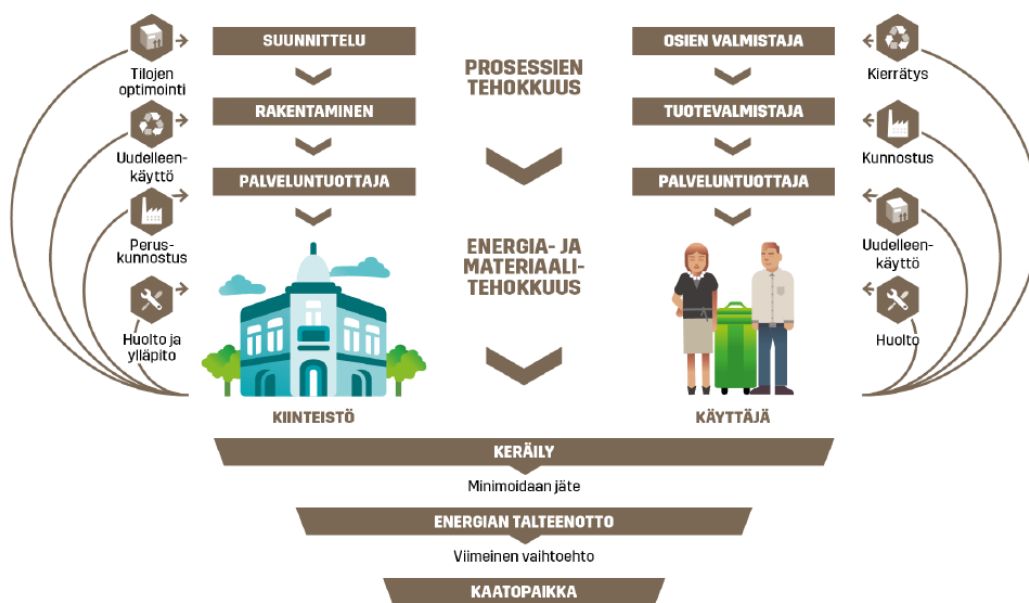 Tilojen
optimointi
Uudelleen-
käyttö
Perus-
kunnostus
Huolto ja
ylläpito
SUUNNITTELU
RAKENTAMINEN
PALVELUNTUOTTAJA
KIINTEISTÖ
PROSESSIEN
TEHOKKUUS
ENERGIA- JA
MATERIAALI-
TEHOKKUUS
OSIEN VALMISTAJA
TUOTEVALMISTAJA
PALVELUNTUOTTAJA
KÄYTTÄJÄ
Kierrätys
Kunnostus
Uudelleen-
käyttö
Huolto
KERÄILY
Minimoidaan jäte
ENERGIAN TALTEENOTTO
Viimeinen vaihtoehto
KAATOPAIKKA